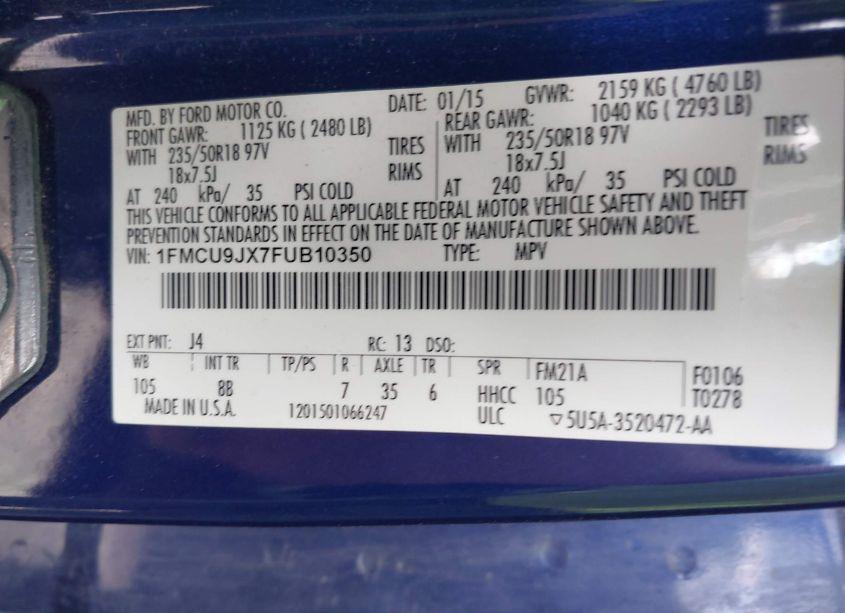 MFD. BY FORD MOTOR CO. DATE: 01/15 GVWR: 2159 KG ( 4760 LB)
FRONT GAWR: 1125 KG ( 2480 LB) REAR GAWR: 1040 KG ( 2293 LB)
WITH 235/50R18 97V TIRES WITH 235/50R18 97V TIRES
18x7.5J RIMS 18x7.5J RIMS
AT 240 kPa/ 35 PSI COLD AT 240 kPa/ 35 PSI COLD
THIS VEHICLE CONFORMS TO ALL APPLICABLE FEDERAL MOTOR VEHICLE SAFETY AND THEFT
PREVENTION STANDARDS IN EFFECT ON THE DATE OF MANUFACTURE SHOWN ABOVE.
VIN: 1FMCU9JX7FUB10350 TYPE: MPV
EXT PNT: J4 RC: 13 DSO:
WB INT TR TP/PS R AXLE TR SPR FM21A F0106
105 8B 7 35 6 HHCC 105 T0278
MADE IN U.S.A. 1201501066247 ULC ▽5U5A-3520472-AA